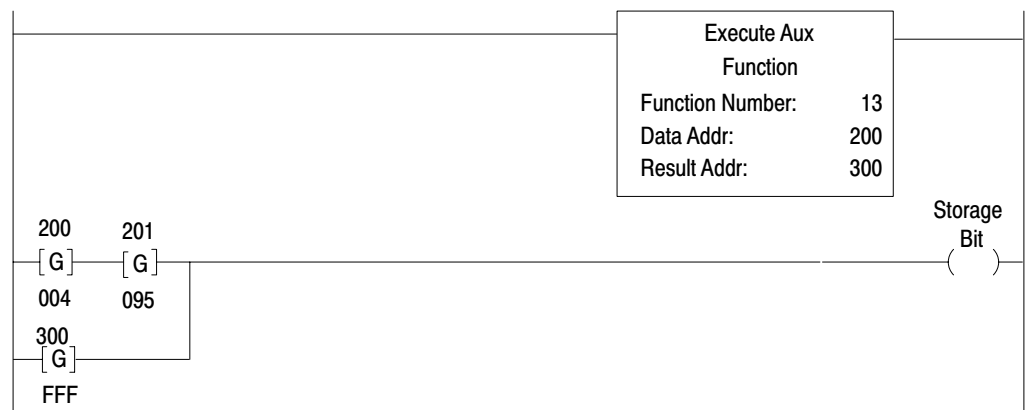 Execute Aux
Function
Function Number: 13
Data Addr: 200
Result Addr: 300
Storage
Bit
200 201
G G
004 095
300
G
FFF